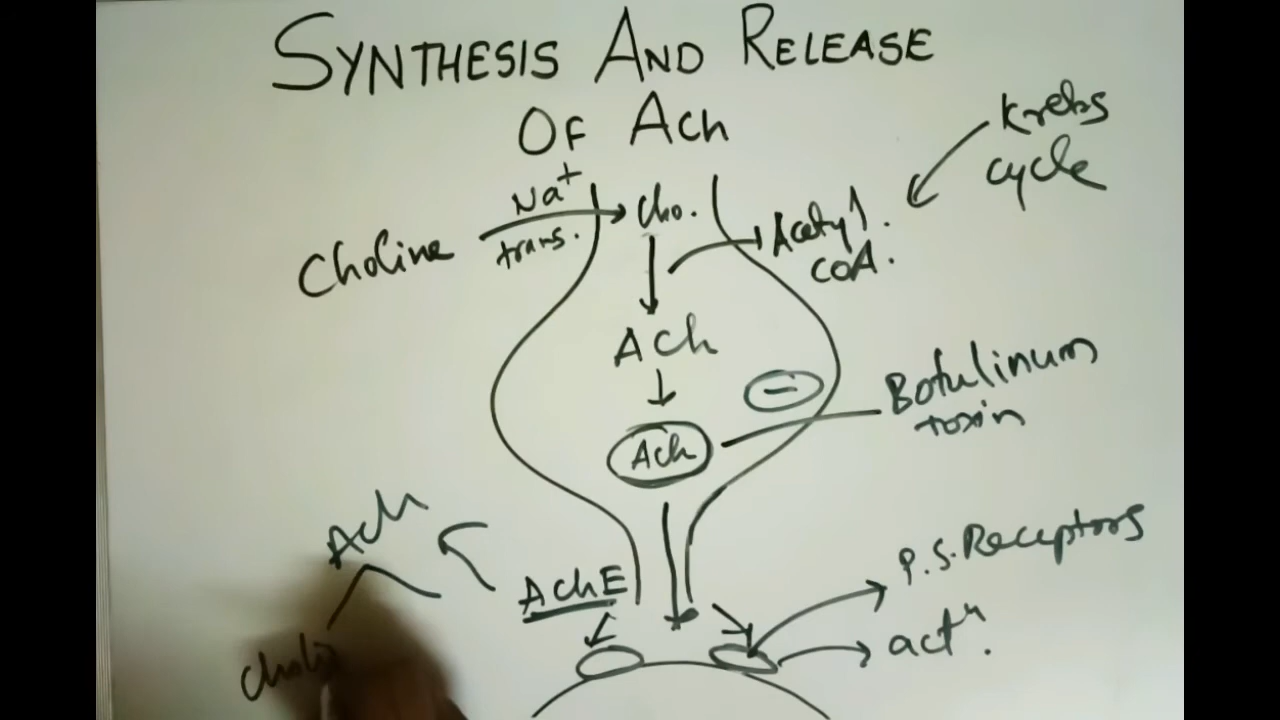 SYNTHESIS AND RELEASE
OF ACh
Krebs
cycle
Na+
Choline
trans.
Cho.
Acetyl
CoA.
ACh
ACh
Botulinum
toxin
ACh
AChE
P.S. Receptors
actn.